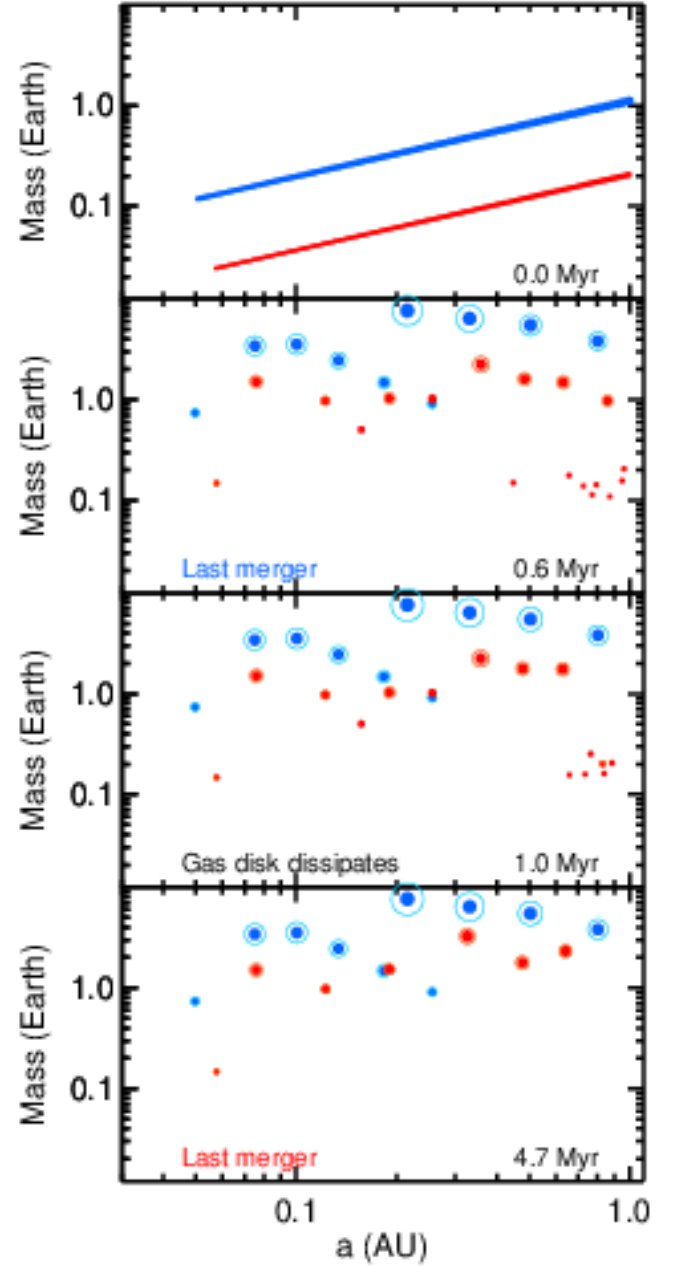 Mass (Earth)
1.0
0.1
0.0 Myr
Mass (Earth)
1.0
0.1
Last merger 0.6 Myr
Mass (Earth)
1.0
0.1
Gas disk dissipates 1.0 Myr
Mass (Earth)
1.0
0.1
Last merger 4.7 Myr
0.1 1.0
a (AU)